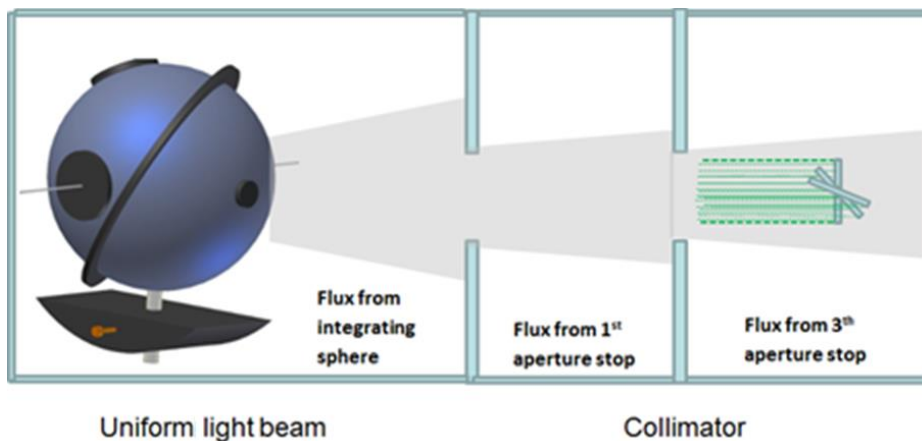 Flux from
integrating
sphere
Flux from 1st
aperture stop
Flux from 3th
aperture stop
Uniform light beam
Collimator